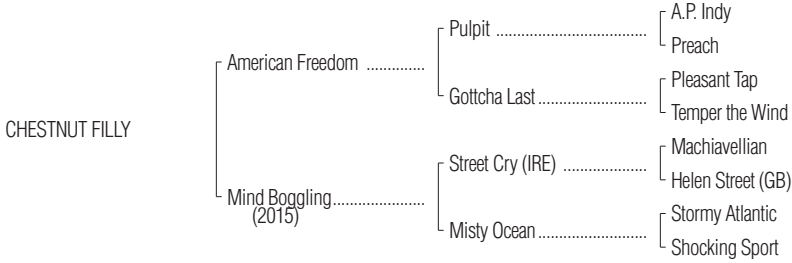 A.P. Indy
Pulpit ..................................
Preach
American Freedom ..............
Pleasant Tap
Gottcha Last.........................
Temper the Wind
CHESTNUT FILLY
Machiavellian
Street Cry (IRE) ...................
Helen Street (GB)
Mind Boggling......................
(2015)
Stormy Atlantic
Misty Ocean.........................
Shocking Sport